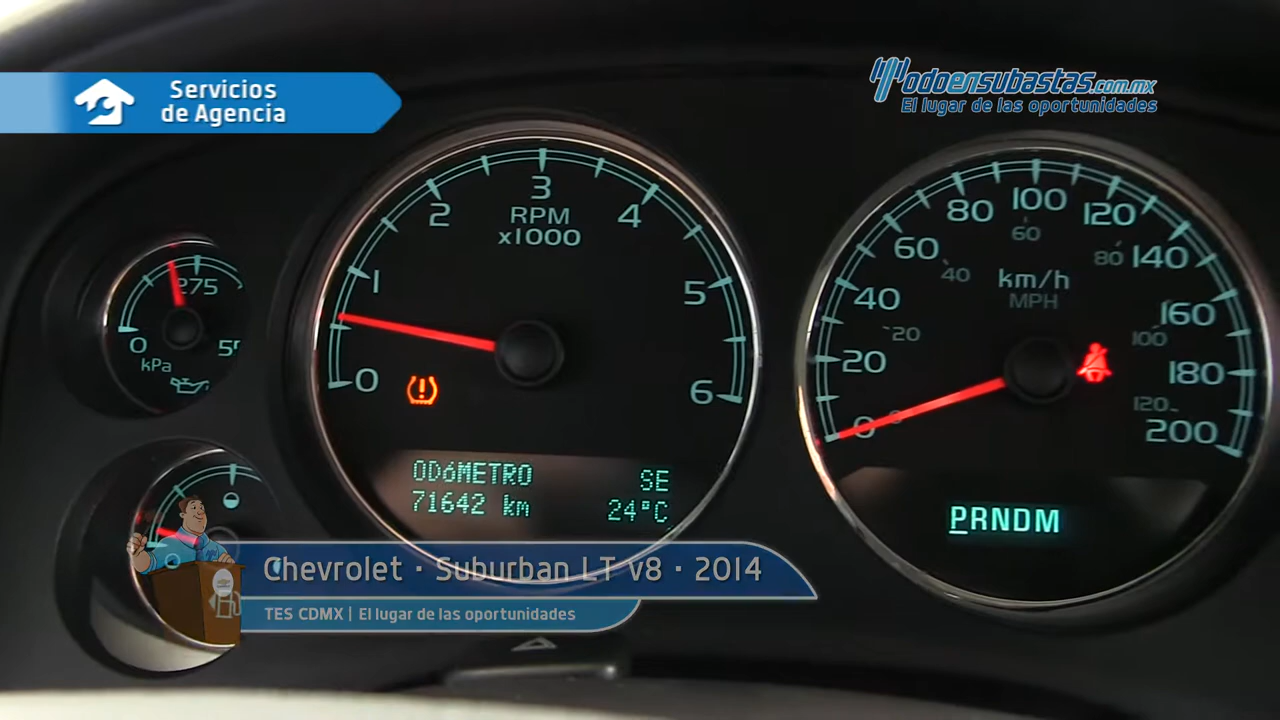 Servicios
de Agencia
Todoensubastas.com.mx
El lugar de las oportunidades
275
0
kPa
0
1
2
3
4
5
6
RPM
x1000
ODóMETRO
71642 km
SE
24°C
0
20
40
60
80
100
120
140
160
180
200
0
20
40
60
80
100
120
km/h
MPH
PRNDM
Chevrolet · Suburban LT v8 · 2014
TES CDMX | El lugar de las oportunidades